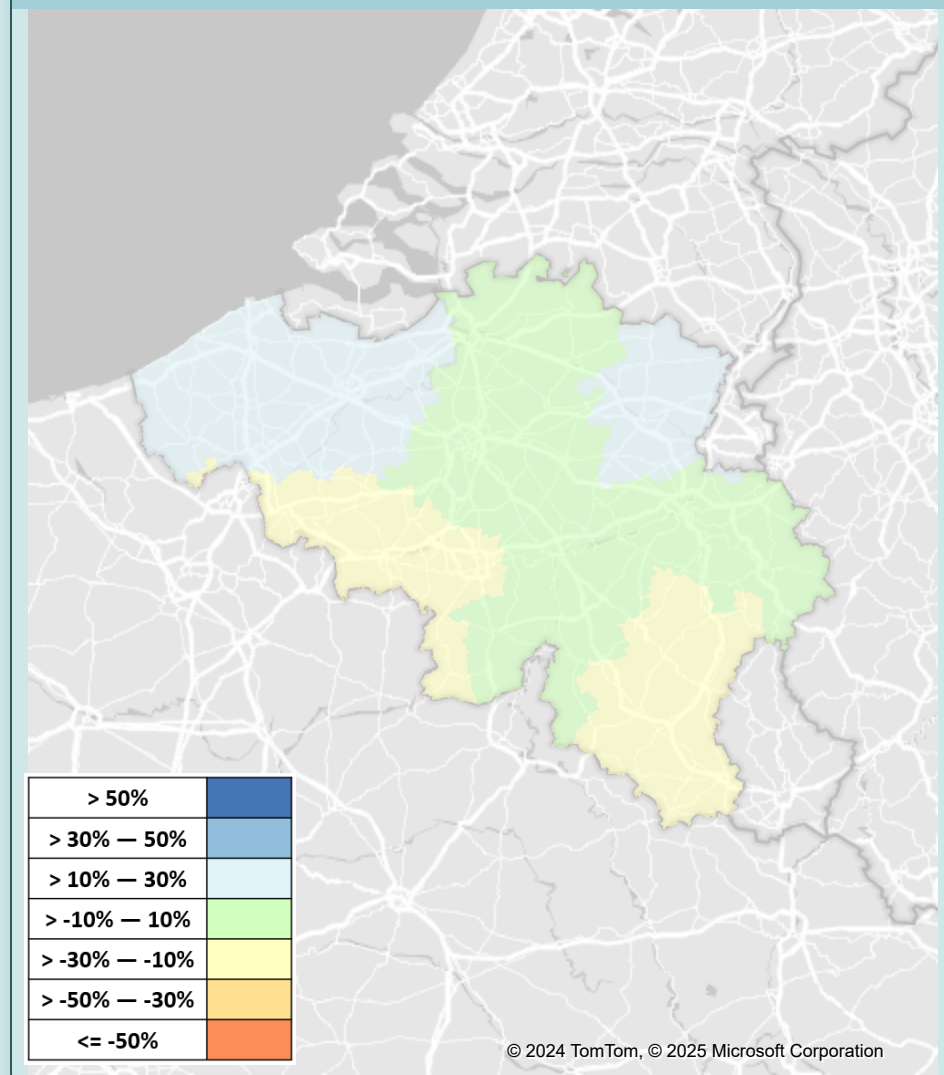 > 50%
> 30% — 50%
> 10% — 30%
> -10% — 10%
> -30% — -10%
> -50% — -30%
<= -50%
© 2024 TomTom, © 2025 Microsoft Corporation